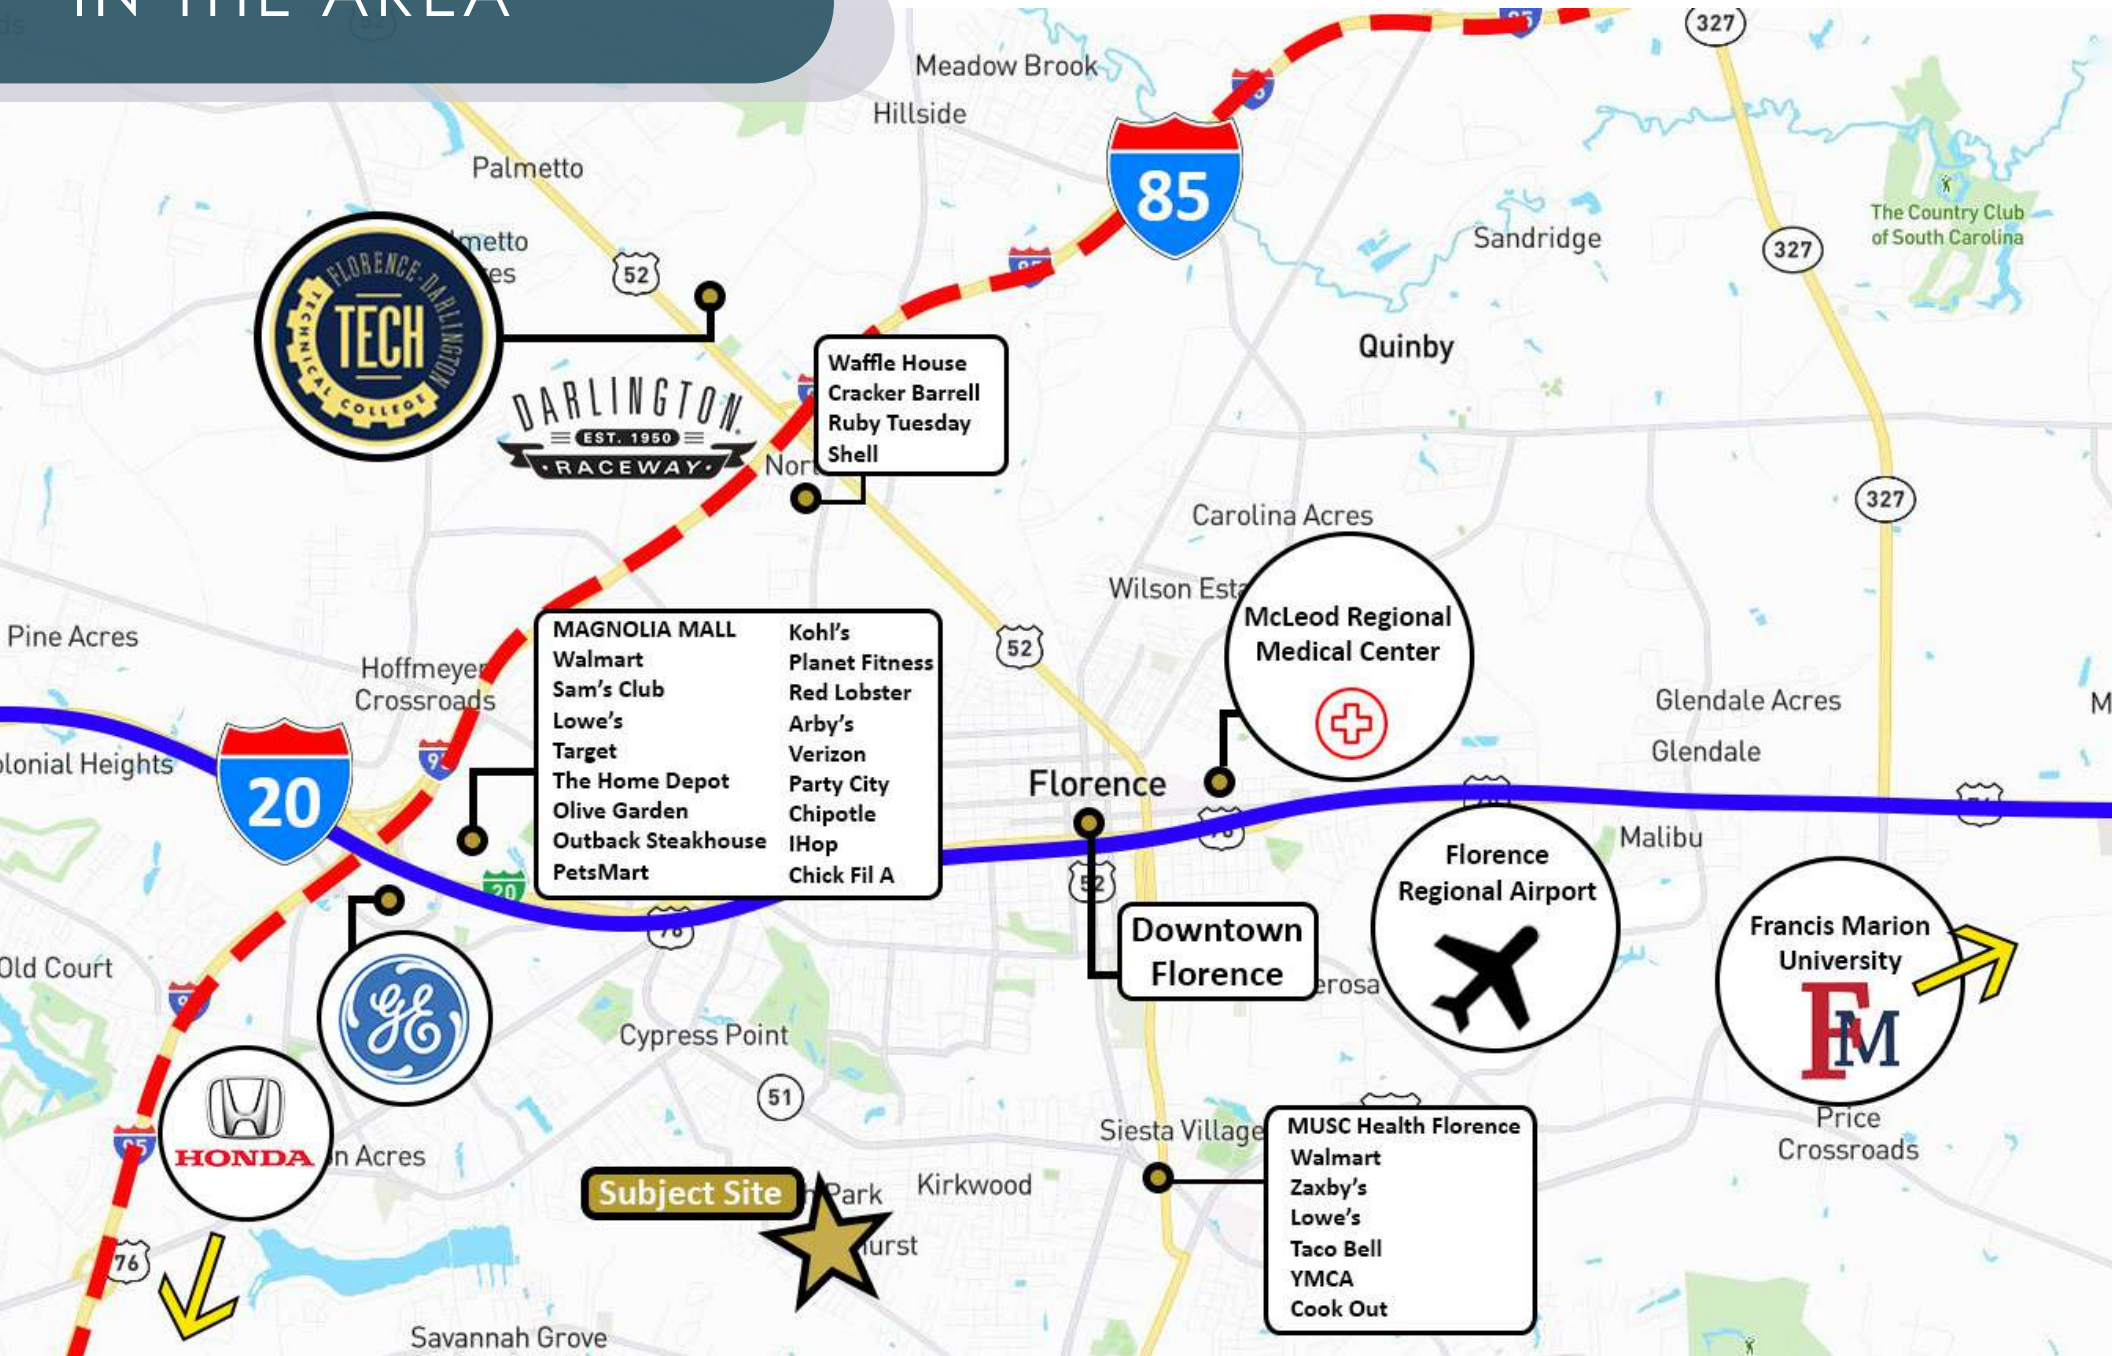 IN THE AREA
327
Meadow Brook
Hillside
Palmetto
85
The Country Club
of South Carolina
Sandridge
327
52
FLORENCE-DARLINGTON
TECH
TECHNICAL COLLEGE
Quinby
Waffle House
Cracker Barrell
Ruby Tuesday
Shell
DARLINGTON
EST. 1950
RACEWAY
327
Carolina Acres
Wilson
McLeod Regional
Medical Center
52
Pine Acres
Hoffmeyer
Crossroads
MAGNOLIA MALL
Walmart
Sam's Club
Lowe's
Target
The Home Depot
Olive Garden
Outback Steakhouse
PetsMart
Kohl's
Planet Fitness
Red Lobster
Arby's
Verizon
Party City
Chipotle
IHop
Chick Fil A
Glendale Acres
Glendale
Heights
20
Florence
Malibu
20
52
76
Florence
Regional Airport
Downtown
Florence
Francis Marion
University
FM
Old Court
GE
Cypress Point
51
HONDA
Acres
95
Siesta Village
MUSC Health Florence
Walmart
Zaxby's
Lowe's
Taco Bell
YMCA
Cook Out
Price
Crossroads
Subject Site
Park
Kirkwood
76
Savannah Grove